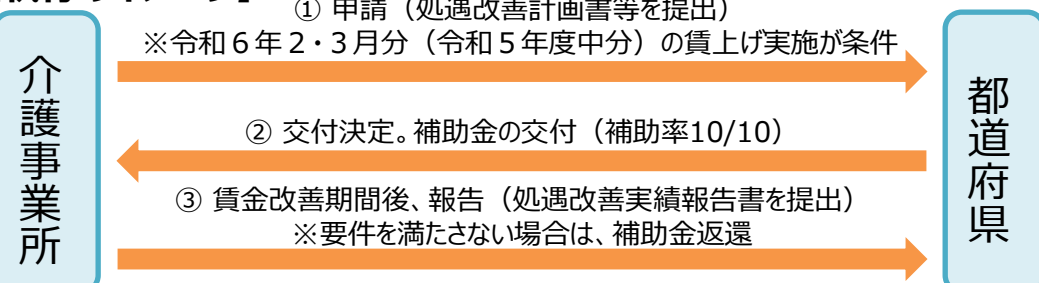 ① 申請（処遇改善計画書等を提出）
※令和６年２・３月分（令和５年度中分）の賃上げ実施が条件
介護事業所
都道府県
② 交付決定。補助金の交付（補助率10/10）
③ 賃金改善期間後、報告（処遇改善実績報告書を提出）
※要件を満たさない場合は、補助金返還